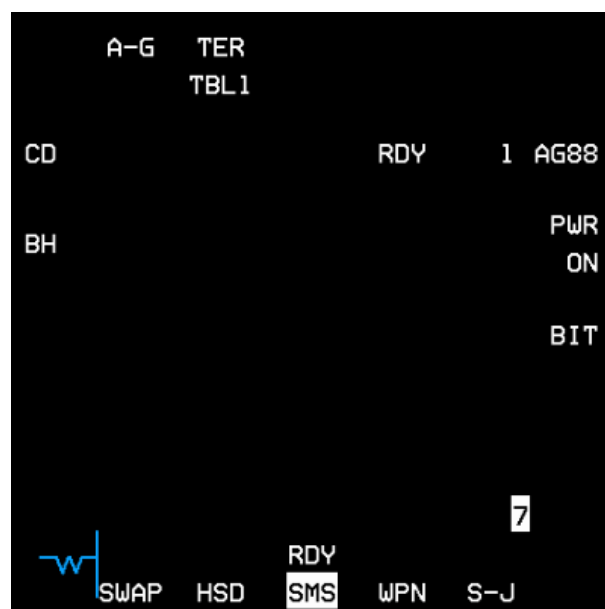 A-G TER
TBL1
CD RDY 1 AG88
PWR
BH
ON
BIT
7
W
RDY
SWAP HSD SMS WPN S-J